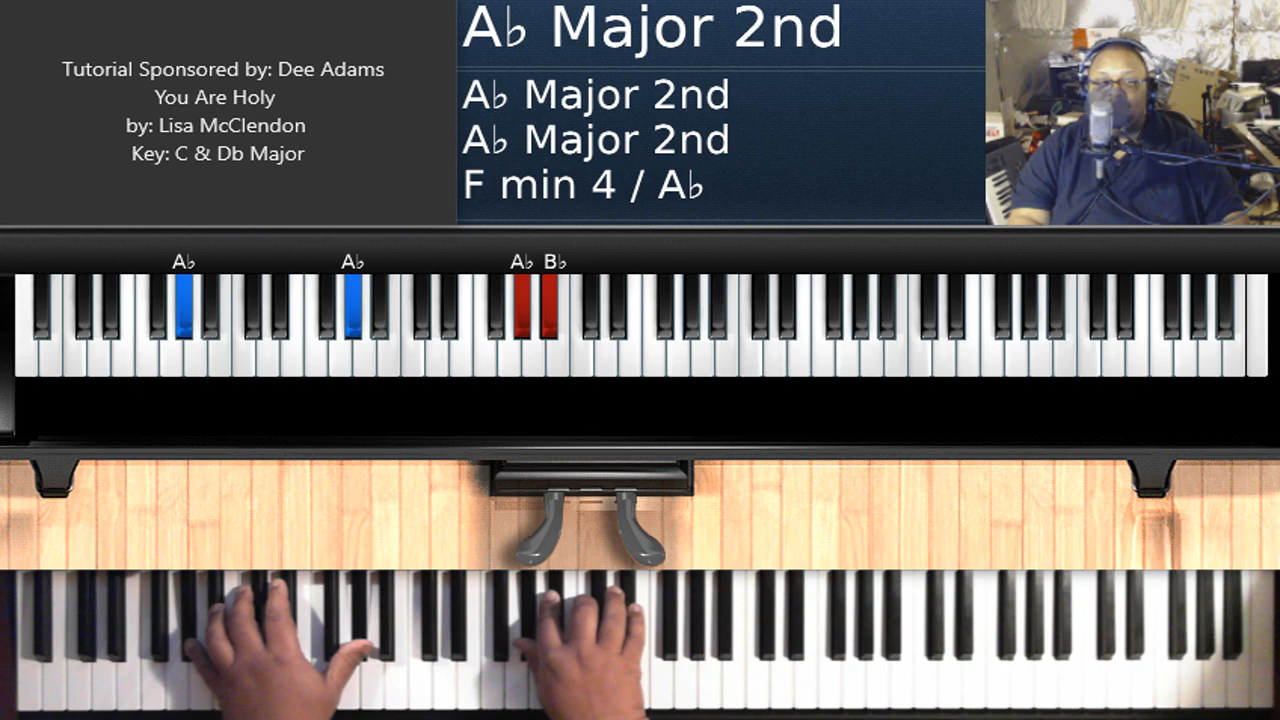 Tutorial Sponsored by: Dee Adams
You Are Holy
by: Lisa McClendon
Key: C & Db Major
A♭ Major 2nd
A♭ Major 2nd
A♭ Major 2nd
F min 4 / A♭
A♭ A♭ A♭ B♭